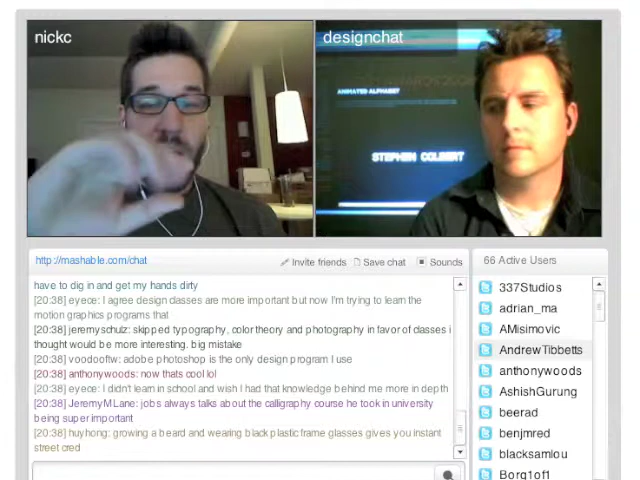 nickc
designchat
ANIMATED ALPHABET
STEPHEN COLBERT
http://mashable.com/chat
Invite friends
Save chat
Sounds
66 Active Users
have to dig in and get my hands dirty
[20:38] eyece: I agree design classes are more important but now I'm trying to learn the
motion graphics programs that
[20:38] jeremyschulz: skipped typography, color theory and photography in favor of classes i
thought would be more interesting. big mistake
[20:38] voodooftw: adobe photoshop is the only design program I use
[20:38] anthonywoods: now thats cool lol
[20:38] eyece: I didn't learn in school and wish I had that knowledge behind me more in depth
[20:38] JeremyMLane: jobs always talks about the calligraphy course he took in university
being super important
[20:38] huyhong: growing a beard and wearing black plastic frame glasses gives you instant
street cred
337Studios
adrian_ma
AMisimovic
AndrewTibbetts
anthonywoods
AshishGurung
beerad
benjmred
blacksamlou
Borg1of1